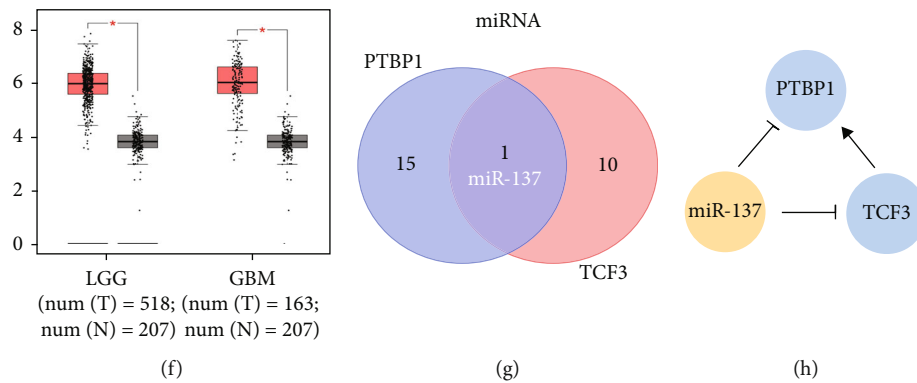 8
6
4
2
0
*
*
LGG
(num (T) = 518;
num (N) = 207)
GBM
(num (T) = 163;
num (N) = 207)
(f)
miRNA
PTBP1
15
1
miR-137
10
TCF3
(g)
PTBP1
miR-137
TCF3
(h)